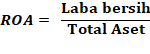 ROA = Laba bersih
Total Aset